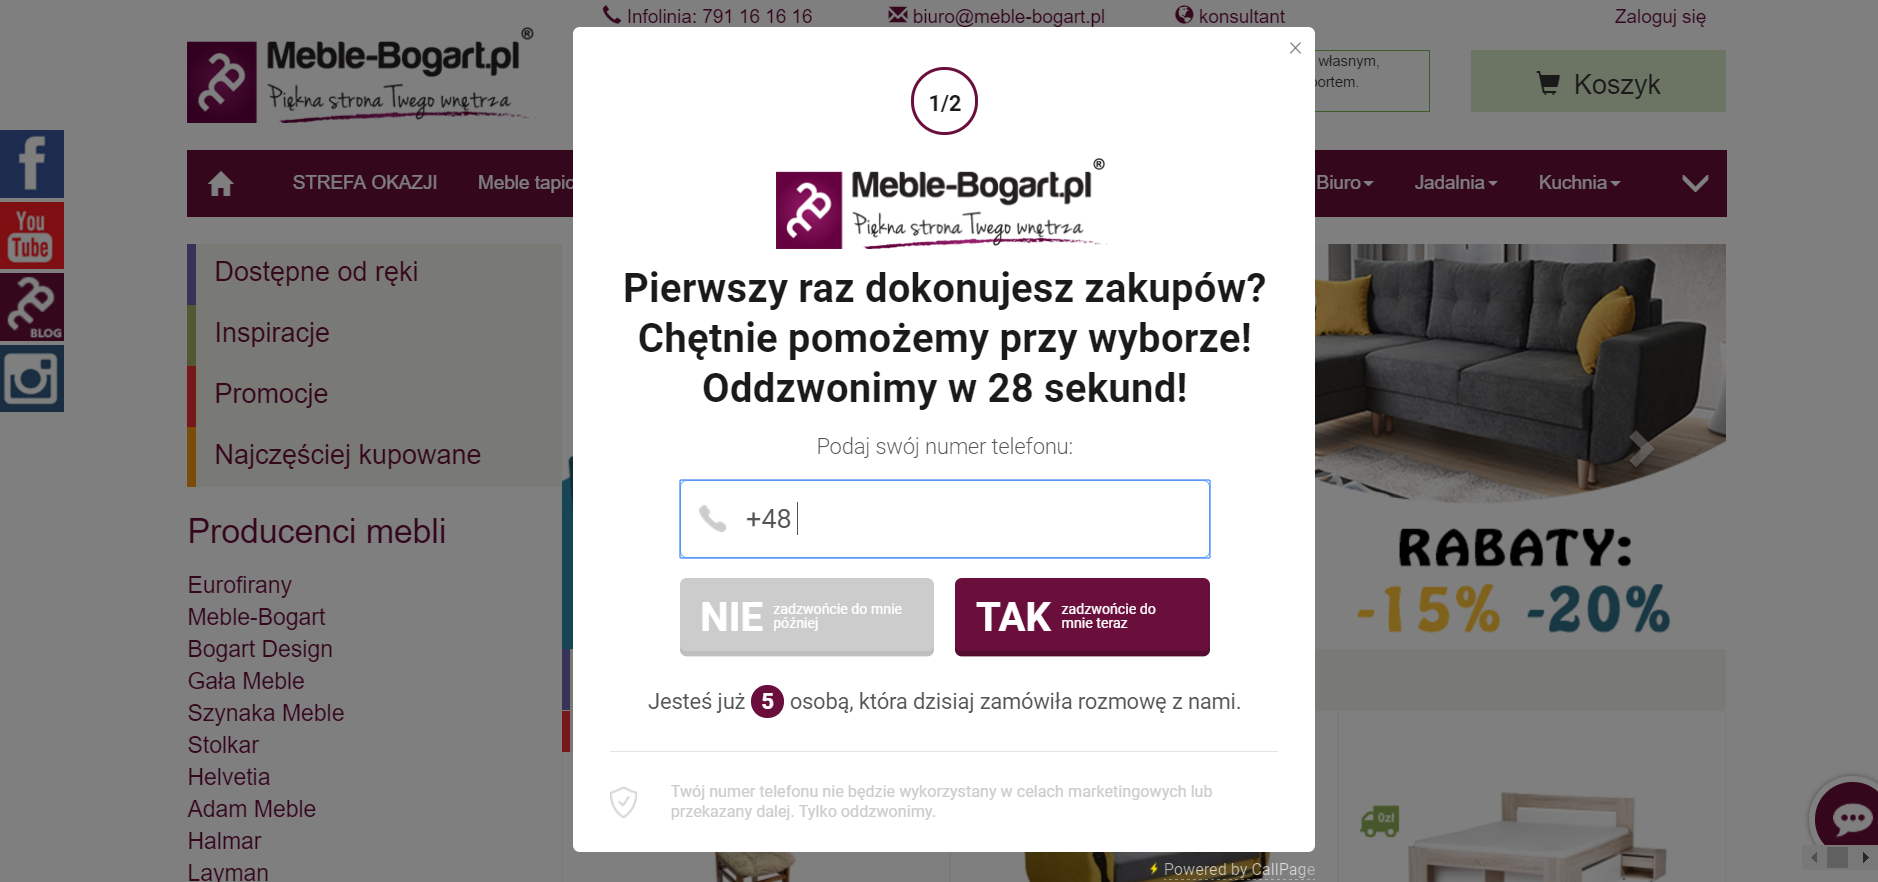 Infolinia: 791 16 16 16
biuro@meble-bogart.pl
konsultant
Zaloguj się
Meble-Bogart.pl®
Piękna strona Twego wnętrza
własnym,
portem.
Koszyk
STREFA OKAZJI
Meble tapic
Biuro
Jadalnia
Kuchnia
You
Tube
BLOG
Dostępne od ręki
Inspiracje
Promocje
Najczęściej kupowane
Producenci mebli
Eurofirany
Meble-Bogart
Bogart Design
Gała Meble
Szynaka Meble
Stolkar
Helvetia
Adam Meble
Halmar
Layman
1/2
Meble-Bogart.pl®
Piękna strona Twego wnętrza
Pierwszy raz dokonujesz zakupów?
Chętnie pomożemy przy wyborze!
Oddzwonimy w 28 sekund!
Podaj swój numer telefonu:
+48
NIE zadzwońcie do mnie
później
TAK zadzwońcie do
mnie teraz
Jesteś już 5 osobą, która dzisiaj zamówiła rozmowę z nami.
Twój numer telefonu nie będzie wykorzystany w celach marketingowych lub
przekazany dalej. Tylko oddzwonimy.
Powered by CallPage
RABATY:
-15% -20%
0zł